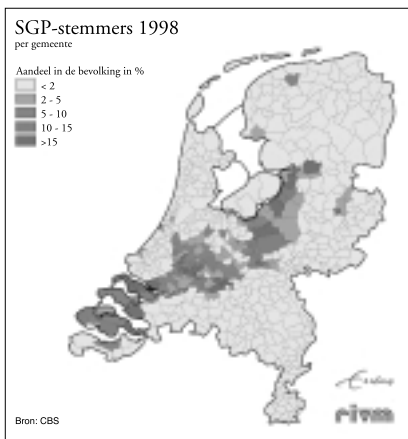 SGP-stemmers 1998
per gemeente
Aandeel in de bevolking in %
< 2
2 - 5
5 - 10
10 - 15
>15
rivm
Bron: CBS